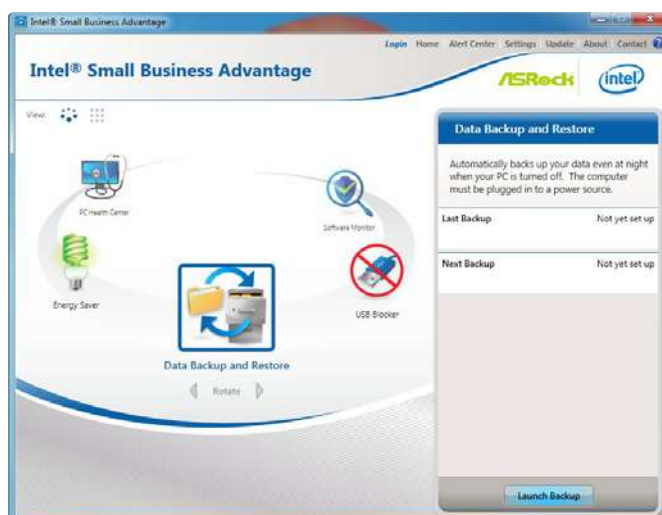 Intel® Small Business Advantage
Login Home Alert Center Settings Update About Contact ?
Intel® Small Business Advantage
ASRock
intel
View:
PC Health Center
Software Monitor
Energy Saver
USB Blocker
Data Backup and Restore
Rotate
Data Backup and Restore
Automatically backs up your data even at night
when your PC is turned off. The computer
must be plugged in to a power source.
Last Backup Not yet set up
Next Backup Not yet set up
Launch Backup